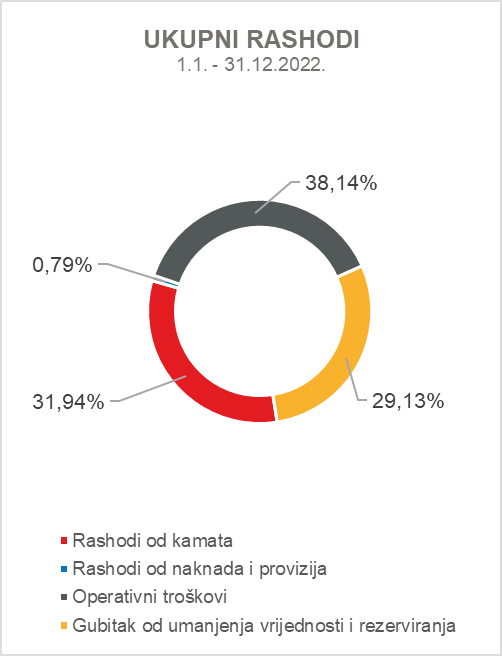 UKUPNI RASHODI
1.1. - 31.12.2022.
38,14%
0,79%
31,94%
29,13%
Rashodi od kamata
Rashodi od naknada i provizija
Operativni troškovi
Gubitak od umanjenja vrijednosti i rezerviranja